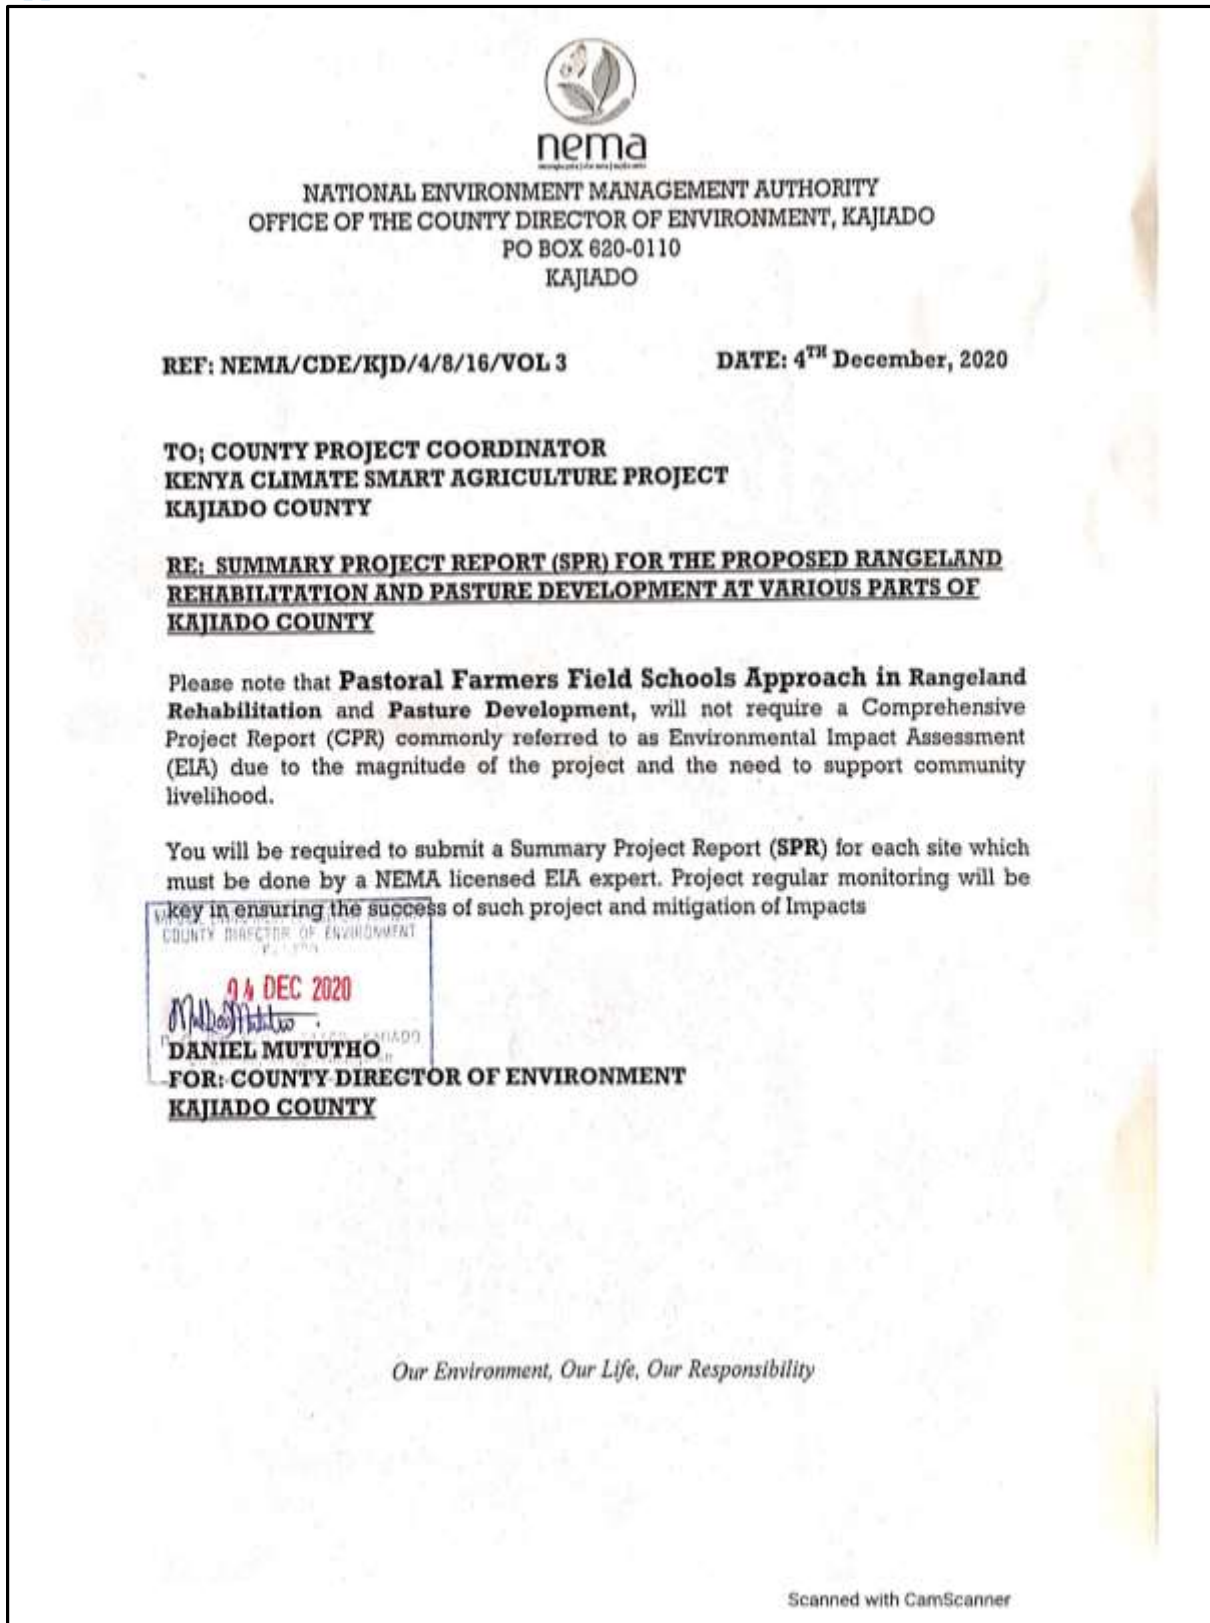 nema
NATIONAL ENVIRONMENT MANAGEMENT AUTHORITY
OFFICE OF THE COUNTY DIRECTOR OF ENVIRONMENT, KAJIADO
PO BOX 620-0110
KAJIADO
REF: NEMA/CDE/KJD/4/8/16/VOL 3 DATE: 4TH December, 2020
TO; COUNTY PROJECT COORDINATOR
KENYA CLIMATE SMART AGRICULTURE PROJECT
KAJIADO COUNTY
RE: SUMMARY PROJECT REPORT (SPR) FOR THE PROPOSED RANGELAND
REHABILITATION AND PASTURE DEVELOPMENT AT VARIOUS PARTS OF
KAJIADO COUNTY
Please note that Pastoral Farmers Field Schools Approach in Rangeland
Rehabilitation and Pasture Development, will not require a Comprehensive
Project Report (CPR) commonly referred to as Environmental Impact Assessment
(EIA) due to the magnitude of the project and the need to support community
livelihood.
You will be required to submit a Summary Project Report (SPR) for each site which
must be done by a NEMA licensed EIA expert. Project regular monitoring will be
key in ensuring the success of such project and mitigation of Impacts
COUNTY DIRECTOR OF ENVIRONMENT
04 DEC 2020
DANIEL MUTUTHO
FOR: COUNTY DIRECTOR OF ENVIRONMENT
KAJIADO COUNTY
Our Environment, Our Life, Our Responsibility
Scanned with CamScanner